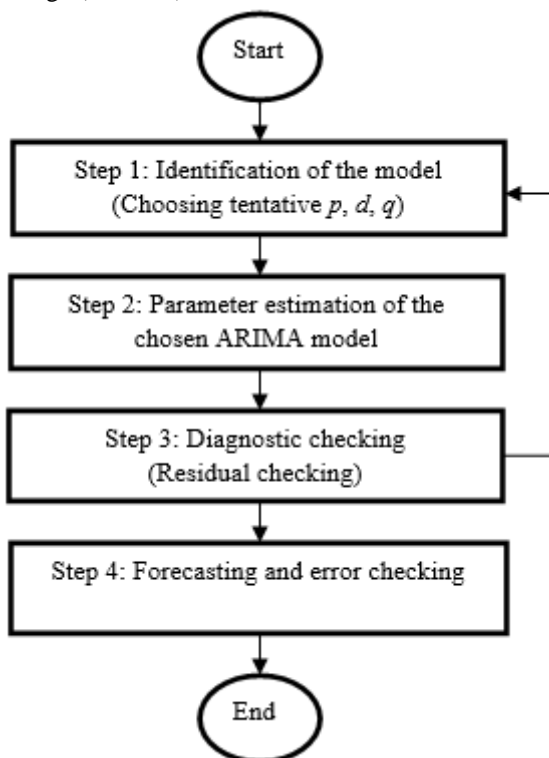 Start
Step 1: Identification of the model
(Choosing tentative p, d, q)
Step 2: Parameter estimation of the
chosen ARIMA model
Step 3: Diagnostic checking
(Residual checking)
Step 4: Forecasting and error checking
End